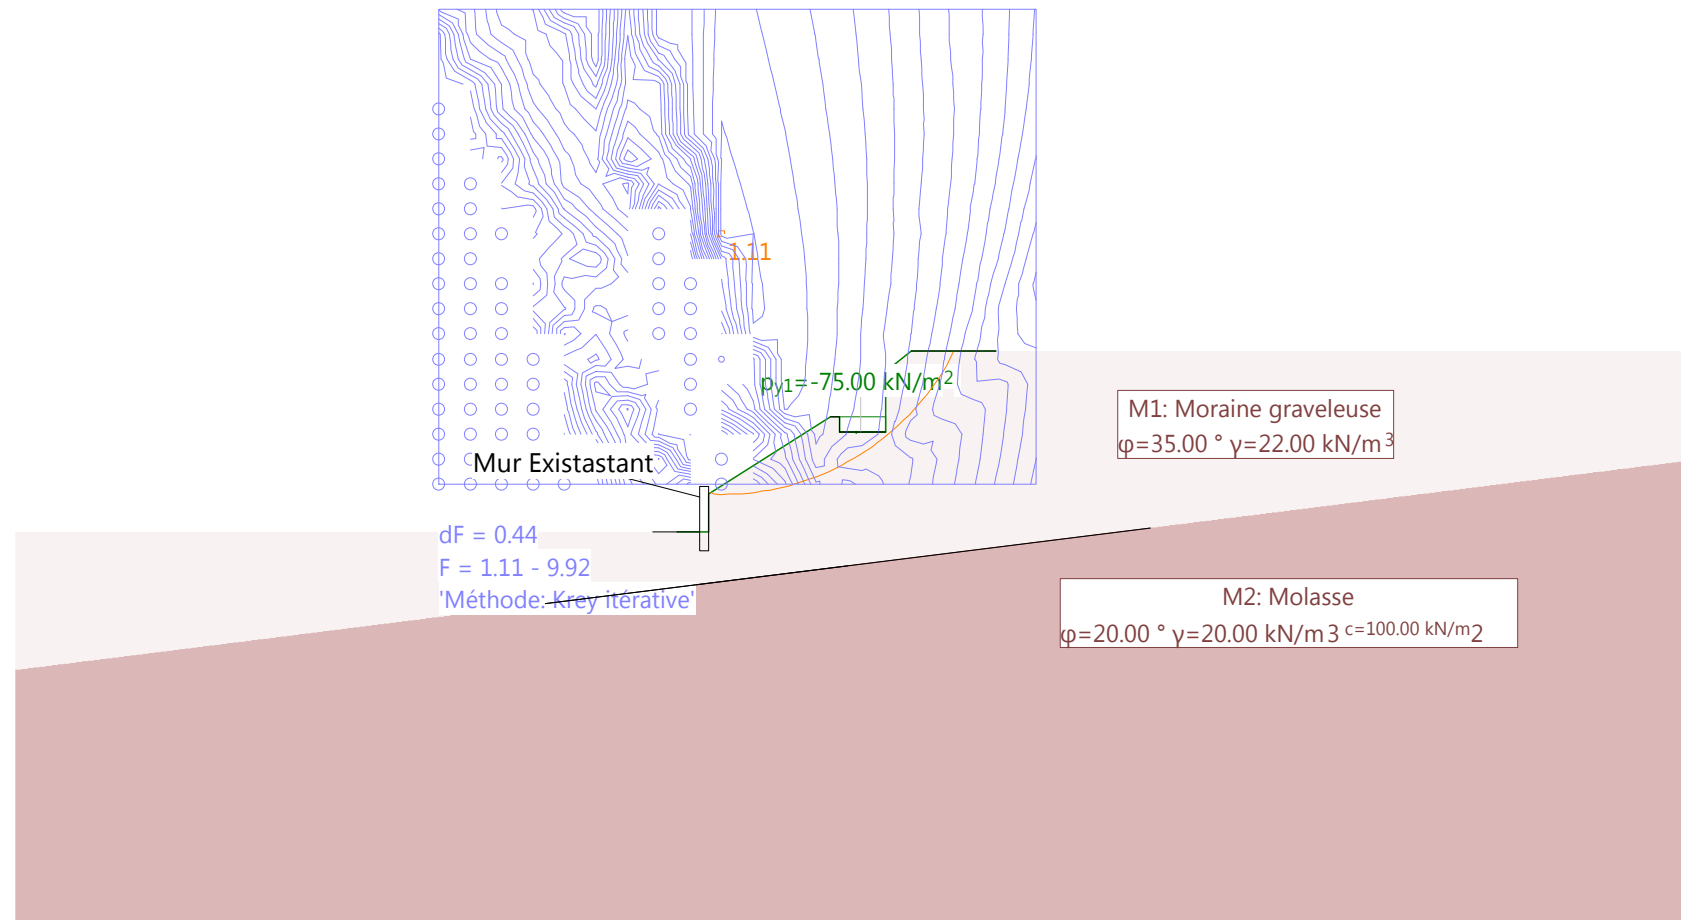 1.11
py1=-75.00 kN/m2
M1: Moraine graveleuse
φ=35.00 ° γ=22.00 kN/m3
Mur Existastant
dF = 0.44
F = 1.11 - 9.92
'Méthode: Krey itérative'
M2: Molasse
φ=20.00 ° γ=20.00 kN/m3 c=100.00 kN/m2